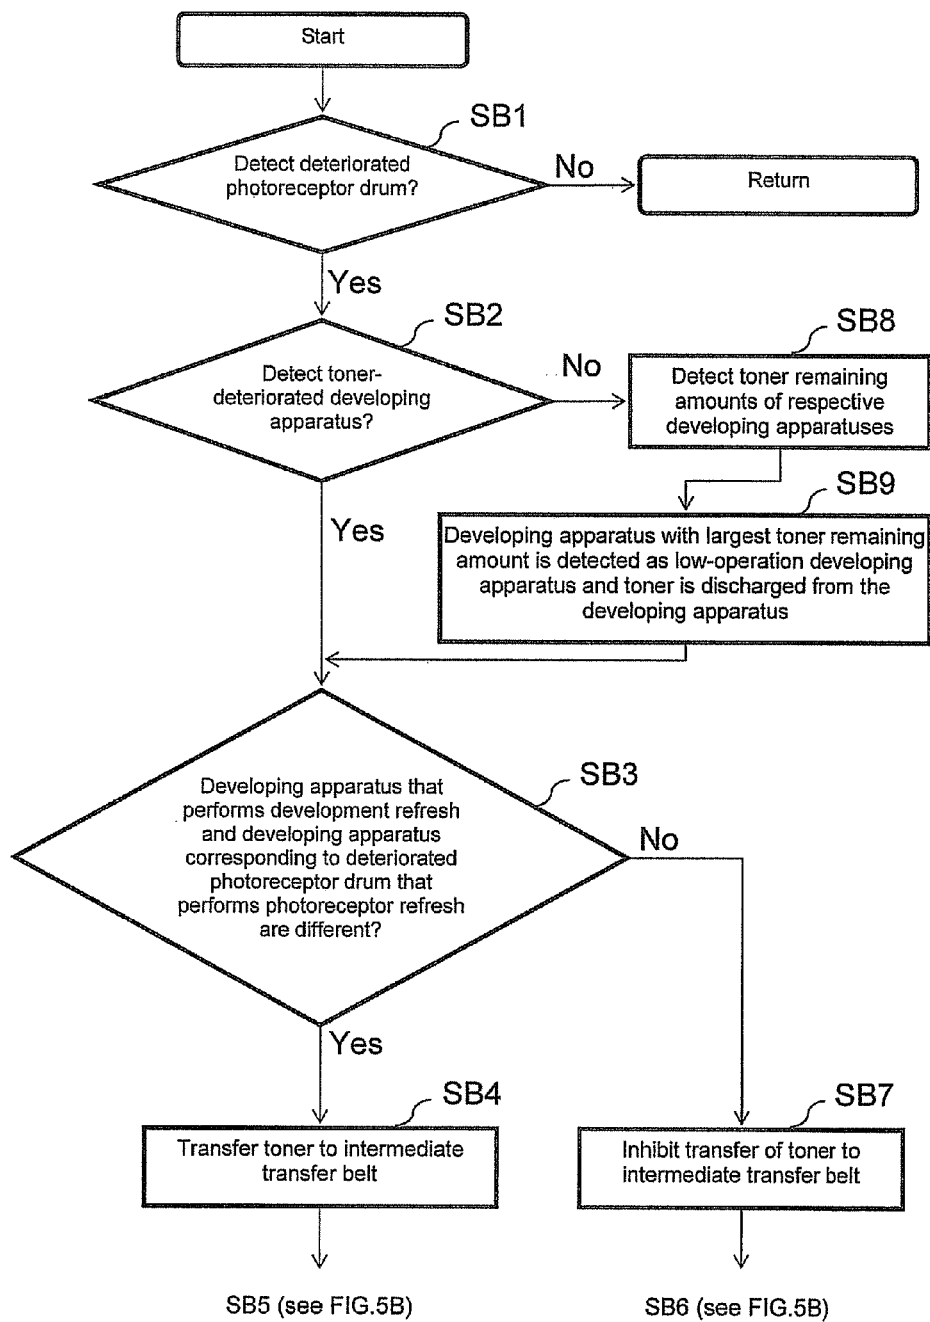 Start
SB1
Detect deteriorated
photoreceptor drum?
No
Return
Yes
SB2
Detect toner-
deteriorated developing
apparatus?
No
SB8
Detect toner remaining
amounts of respective
developing apparatuses
Yes
SB9
Developing apparatus with largest toner remaining
amount is detected as low-operation developing
apparatus and toner is discharged from the
developing apparatus
SB3
Developing apparatus that
performs development refresh
and developing apparatus
corresponding to deteriorated
photoreceptor drum that
performs photoreceptor refresh
are different?
No
Yes
SB4
Transfer toner to intermediate
transfer belt
SB7
Inhibit transfer of toner to
intermediate transfer belt
SB5 (see FIG.5B)
SB6 (see FIG.5B)